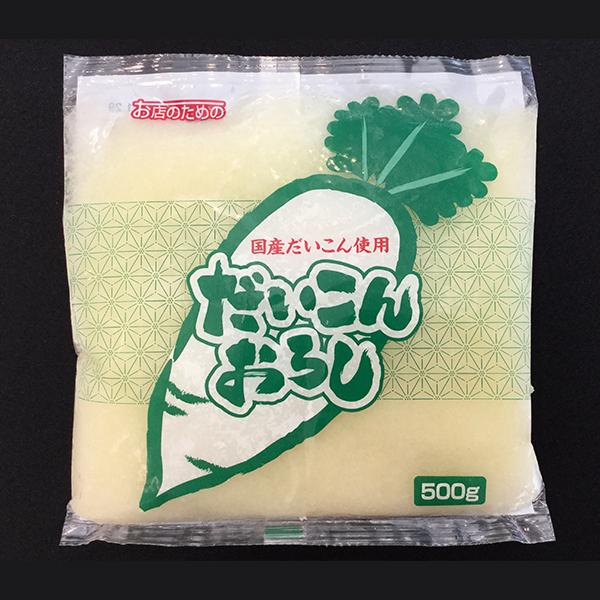 お店のための
国産だいこん使用
だいこん
おろし
500g